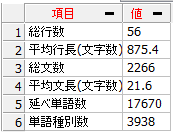 項目 値
1 総行数 56
2 平均行長(文字数) 875.4
3 総文数 2266
4 平均文長(文字数) 21.6
5 延べ単語数 17670
6 単語種別数 3938